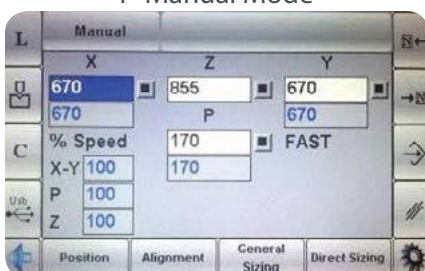 1- Manual Mode
L
Manual
N
X Z Y
670 855 670
670 P 670
% Speed 170 FAST
X-Y 100 170
C
N
P 100
Usb
Z 100
Position Alignment General Sizing Direct Sizing